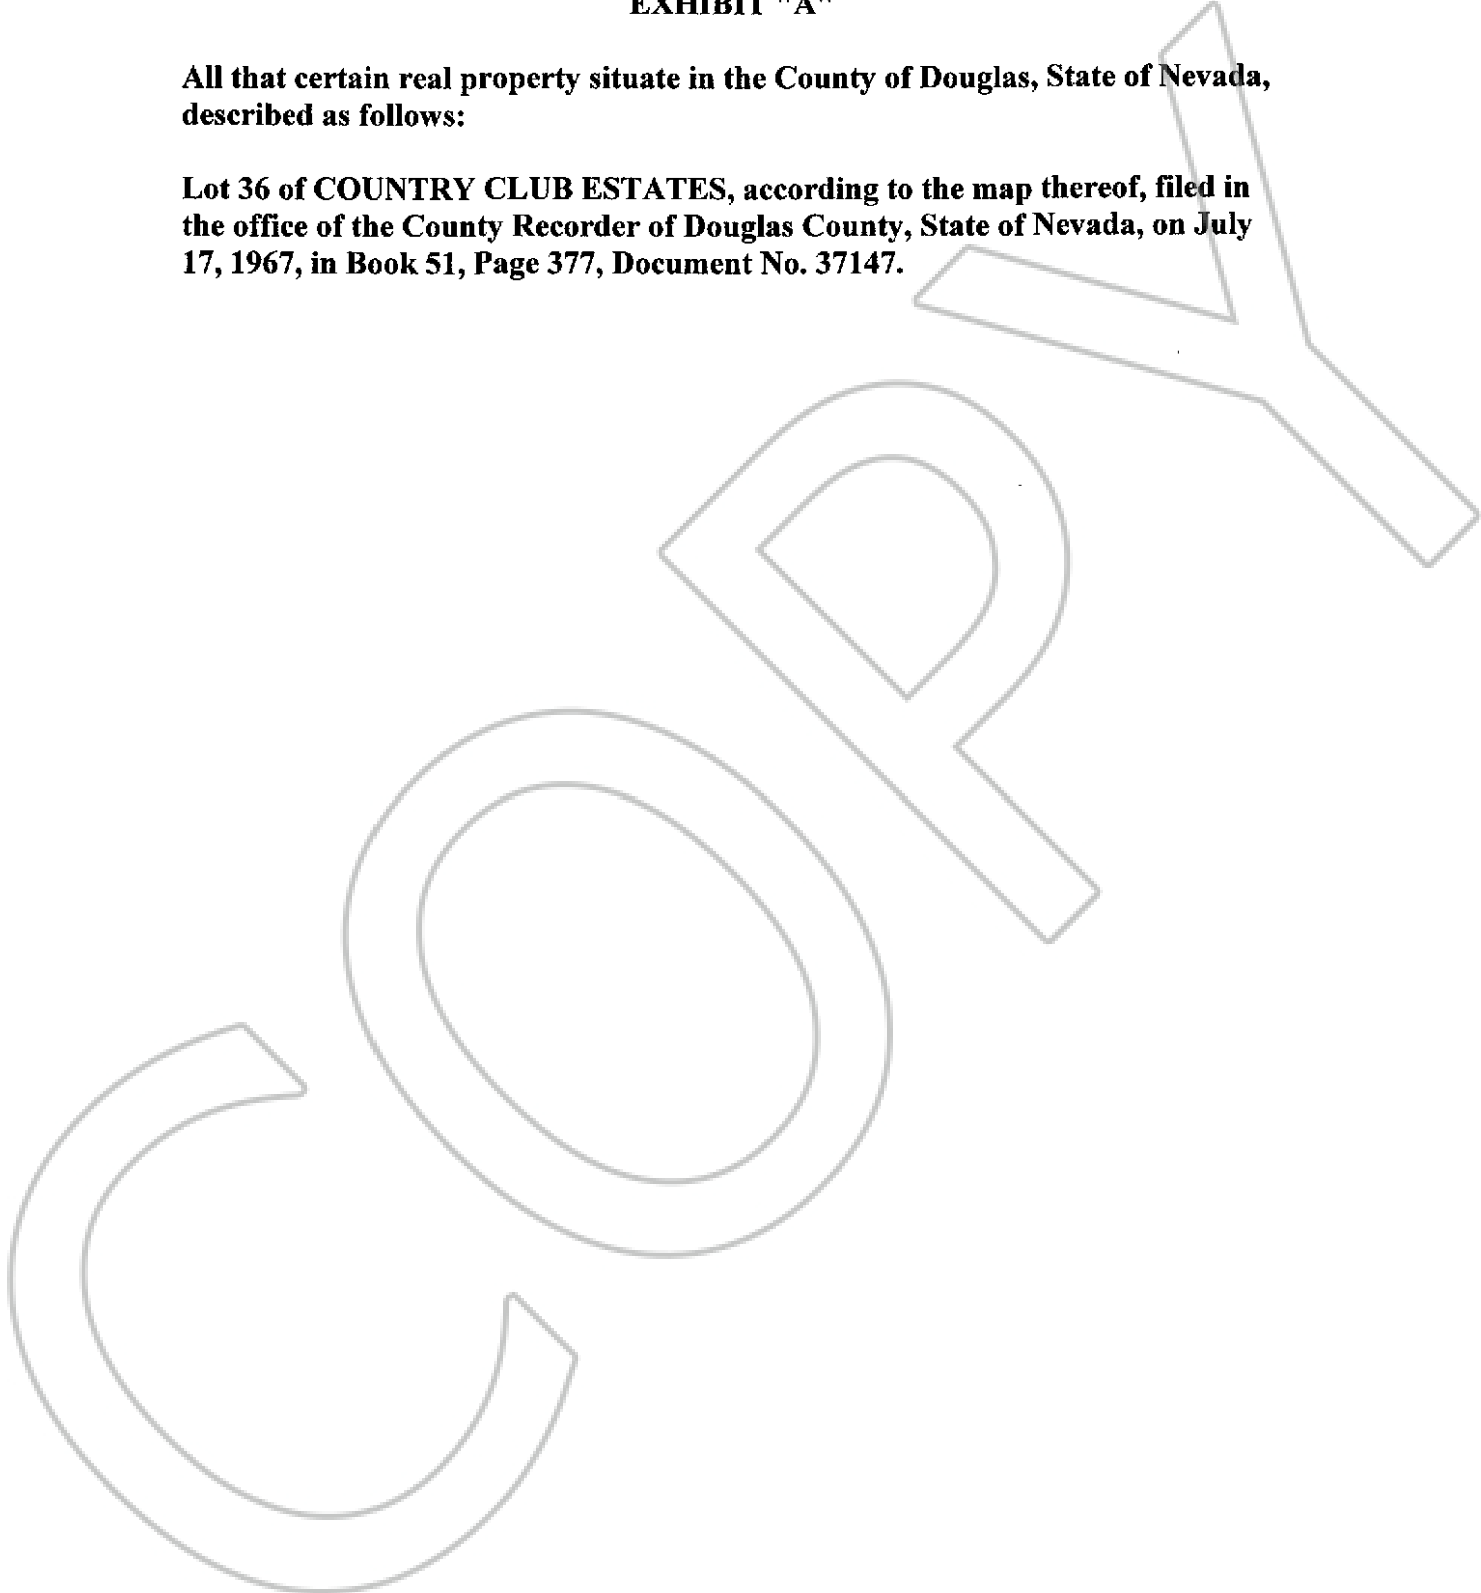 EXHIBIT "A"
All that certain real property situate in the County of Douglas, State of Nevada,
described as follows:
Lot 36 of COUNTRY CLUB ESTATES, according to the map thereof, filed in
the office of the County Recorder of Douglas County, State of Nevada, on July
17, 1967, in Book 51, Page 377, Document No. 37147.
COPY